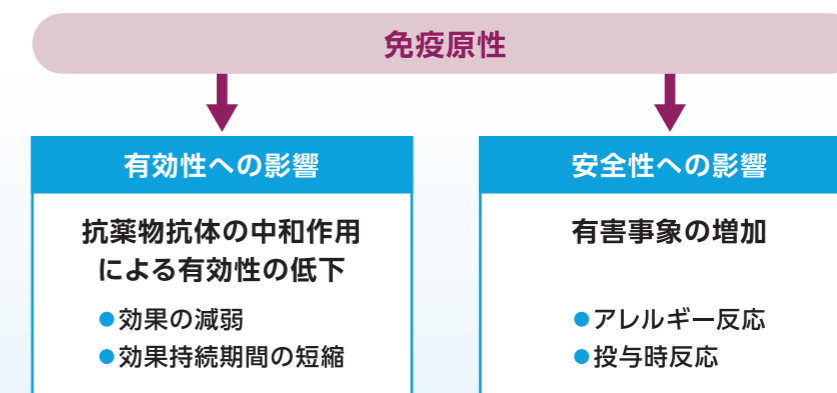 免疫原性
有効性への影響
抗薬物抗体の中和作用
による有効性の低下
●効果の減弱
●効果持続期間の短縮
安全性への影響
有害事象の増加
●アレルギー反応
●投与時反応